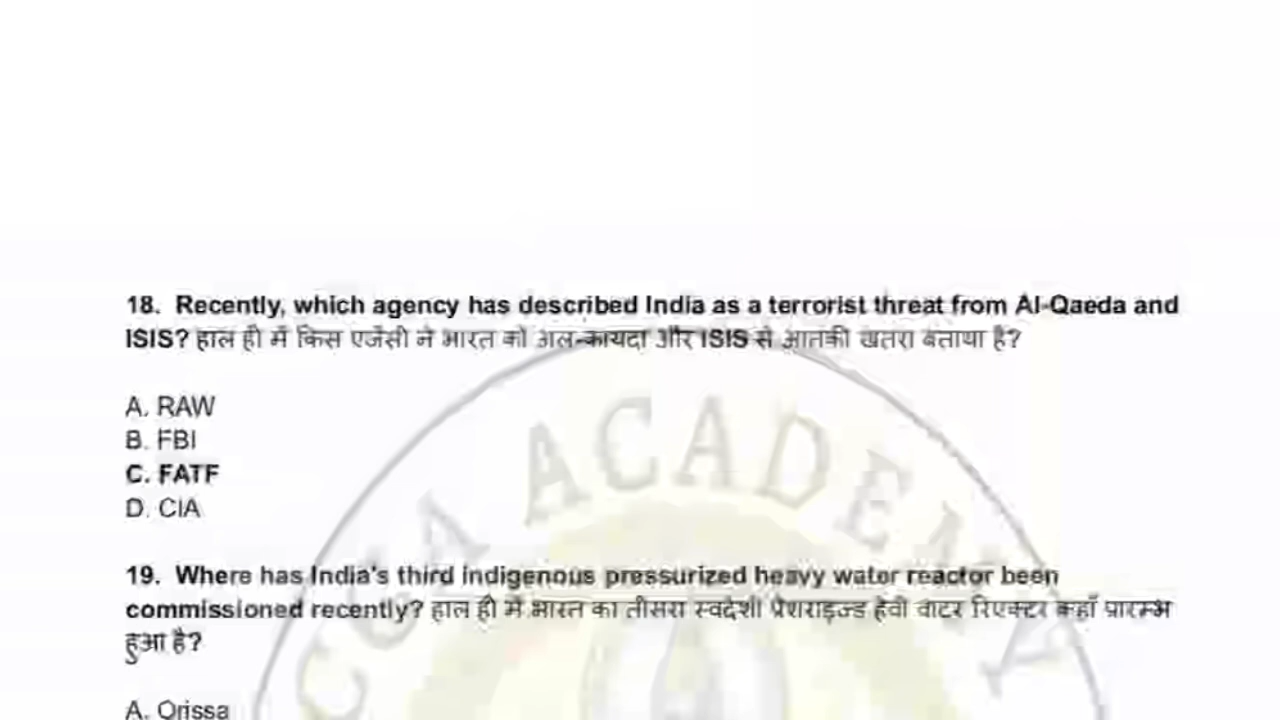 18. Recently, which agency has described India as a terrorist threat from Al-Qaeda and
ISIS? हाल ही में किस एजेंसी ने भारत को अल-कायदा और ISIS से आतंकी खतरा बताया है?
A. RAW
B. FBI
C. FATF
D. CIA
19. Where has India's third indigenous pressurized heavy water reactor been
commissioned recently? हाल ही में भारत का तीसरा स्वदेशी प्रेशराइज्ड हेवी वाटर रिएक्टर कहाँ प्रारम्भ
हुआ है?
A. Orissa
CGA ACADEMY